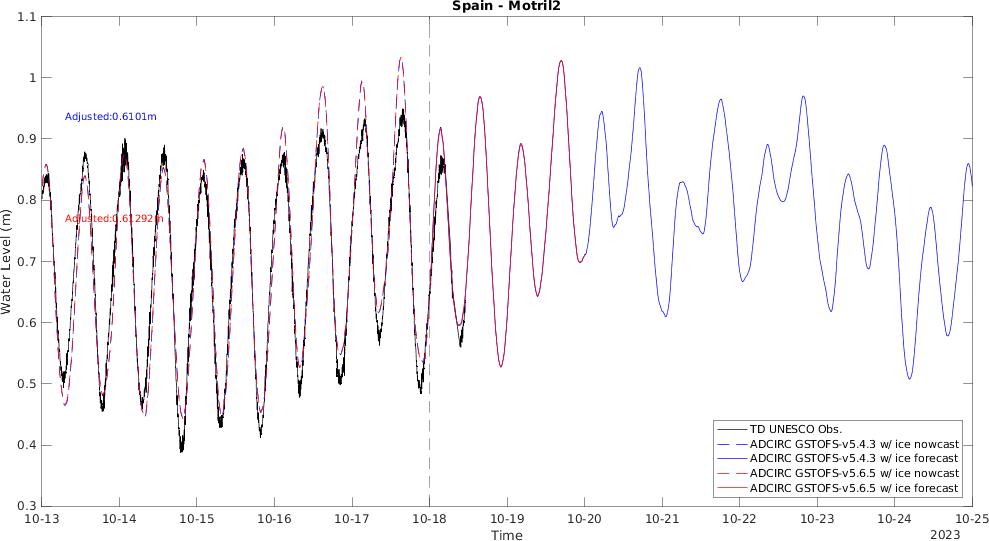 Spain - Motril2
1.1
1
0.9
0.8
0.7
0.6
0.5
0.4
0.3
Water Level (m)
Adjusted:0.6101m
Adjusted:0.61292m
TD UNESCO Obs.
ADCIRC GSTOFS-v5.4.3 w/ ice nowcast
ADCIRC GSTOFS-v5.4.3 w/ ice forecast
ADCIRC GSTOFS-v5.6.5 w/ ice nowcast
ADCIRC GSTOFS-v5.6.5 w/ ice forecast
10-13 10-14 10-15 10-16 10-17 10-18 10-19 10-20 10-21 10-22 10-23 10-24 10-25
Time
2023